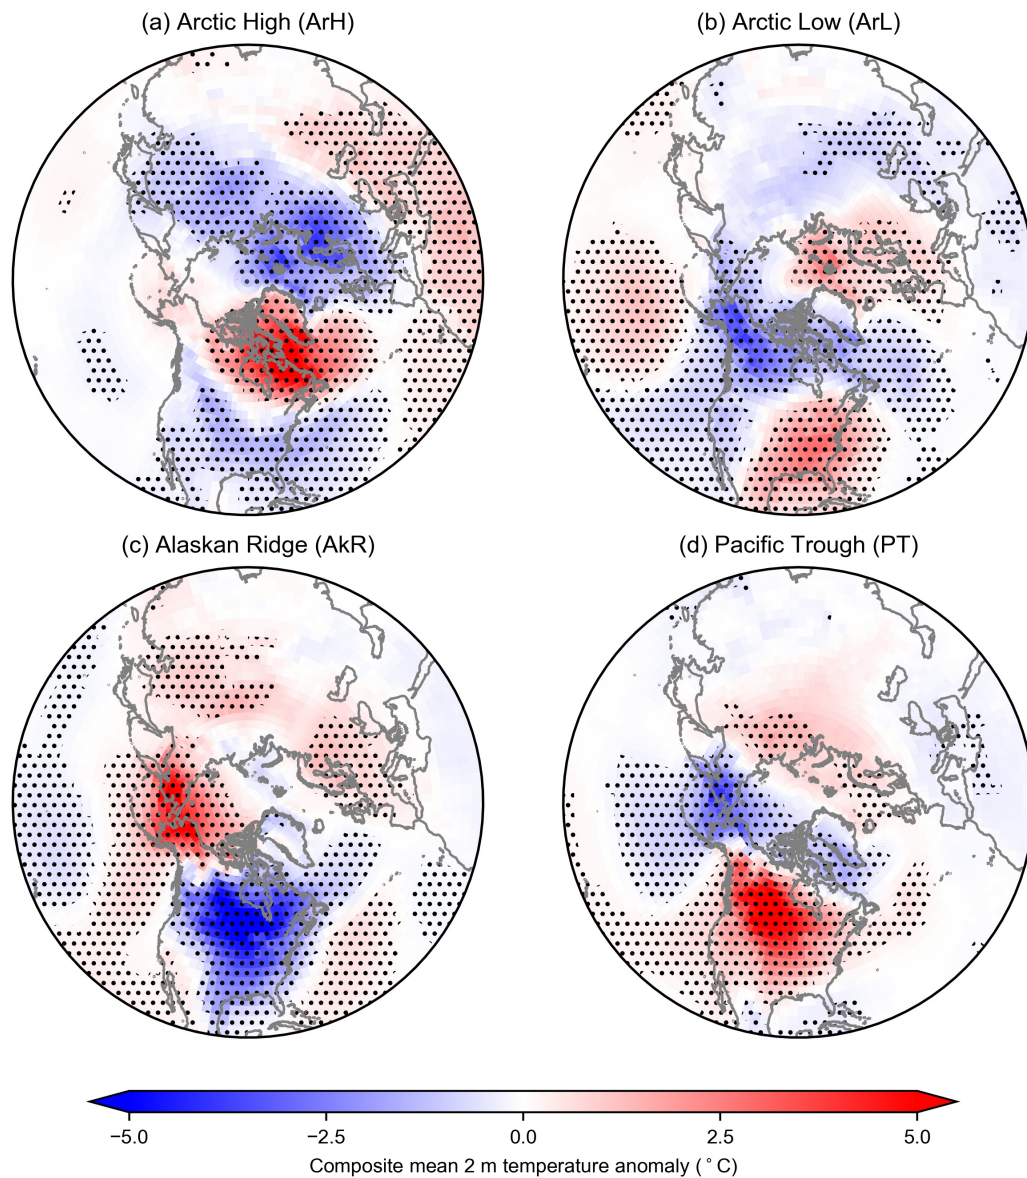 (a) Arctic High (ArH)
(b) Arctic Low (ArL)
(c) Alaskan Ridge (AkR)
(d) Pacific Trough (PT)
−5.0 −2.5 0.0 2.5 5.0
Composite mean 2 m temperature anomaly (°C)